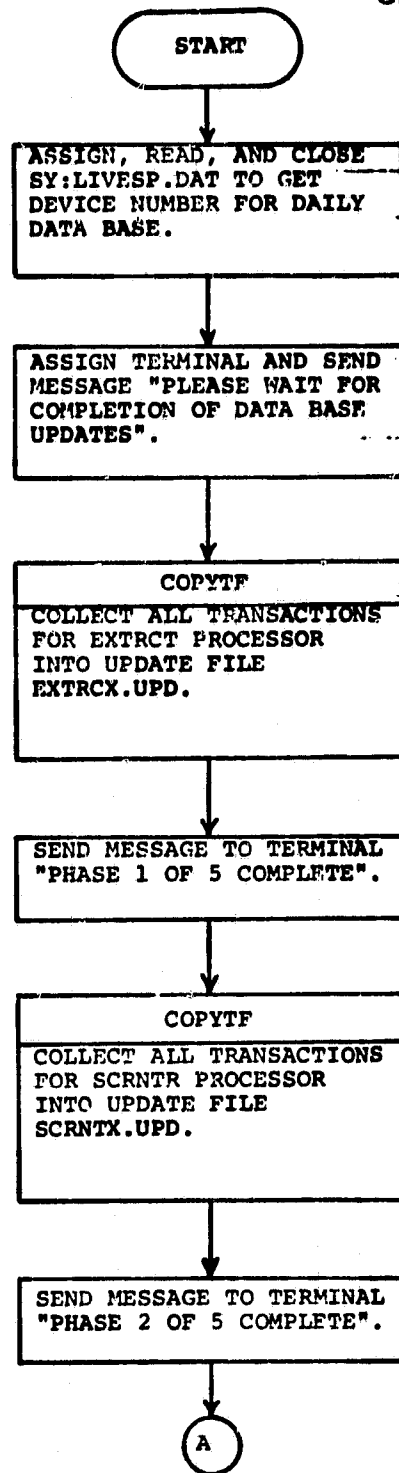 START
ASSIGN, READ, AND CLOSE
SY:LIVESP.DAT TO GET
DEVICE NUMBER FOR DAILY
DATA BASE.
ASSIGN TERMINAL AND SEND
MESSAGE "PLEASE WAIT FOR
COMPLETION OF DATA BASE
UPDATES".
COPYTF
COLLECT ALL TRANSACTIONS
FOR EXTRCT PROCESSOR
INTO UPDATE FILE
EXTRCX.UPD.
SEND MESSAGE TO TERMINAL
"PHASE 1 OF 5 COMPLETE".
COPYTF
COLLECT ALL TRANSACTIONS
FOR SCRNTR PROCESSOR
INTO UPDATE FILE
SCRNTX.UPD.
SEND MESSAGE TO TERMINAL
"PHASE 2 OF 5 COMPLETE".
A